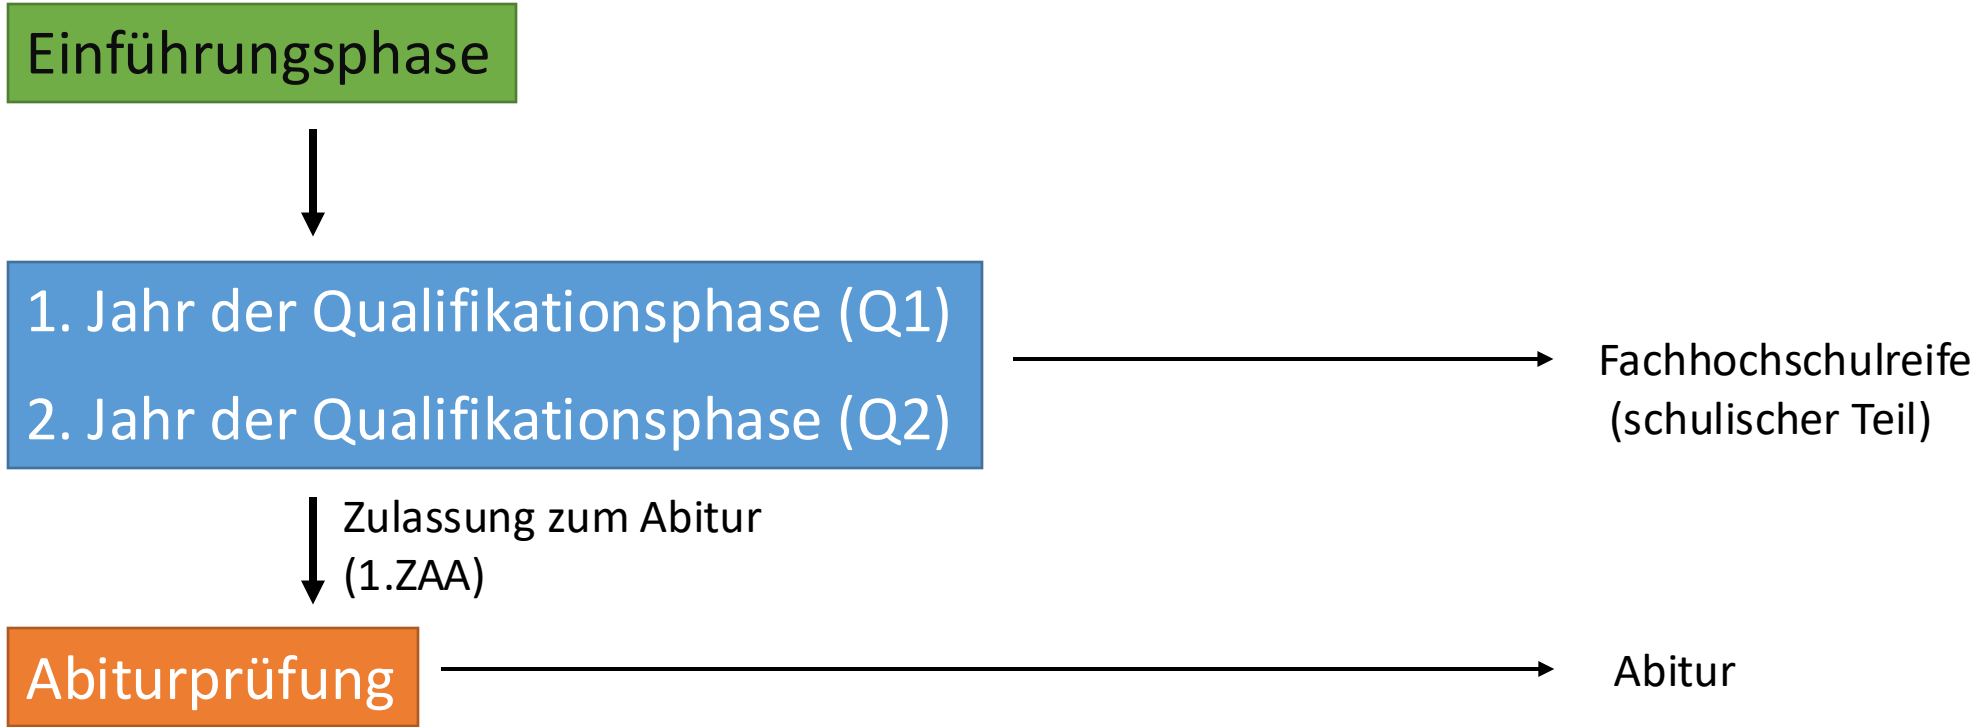 Einführungsphase
1. Jahr der Qualifikationsphase (Q1)
2. Jahr der Qualifikationsphase (Q2)
Fachhochschulreife
(schulischer Teil)
Zulassung zum Abitur
(1.ZAA)
Abiturprüfung
Abitur